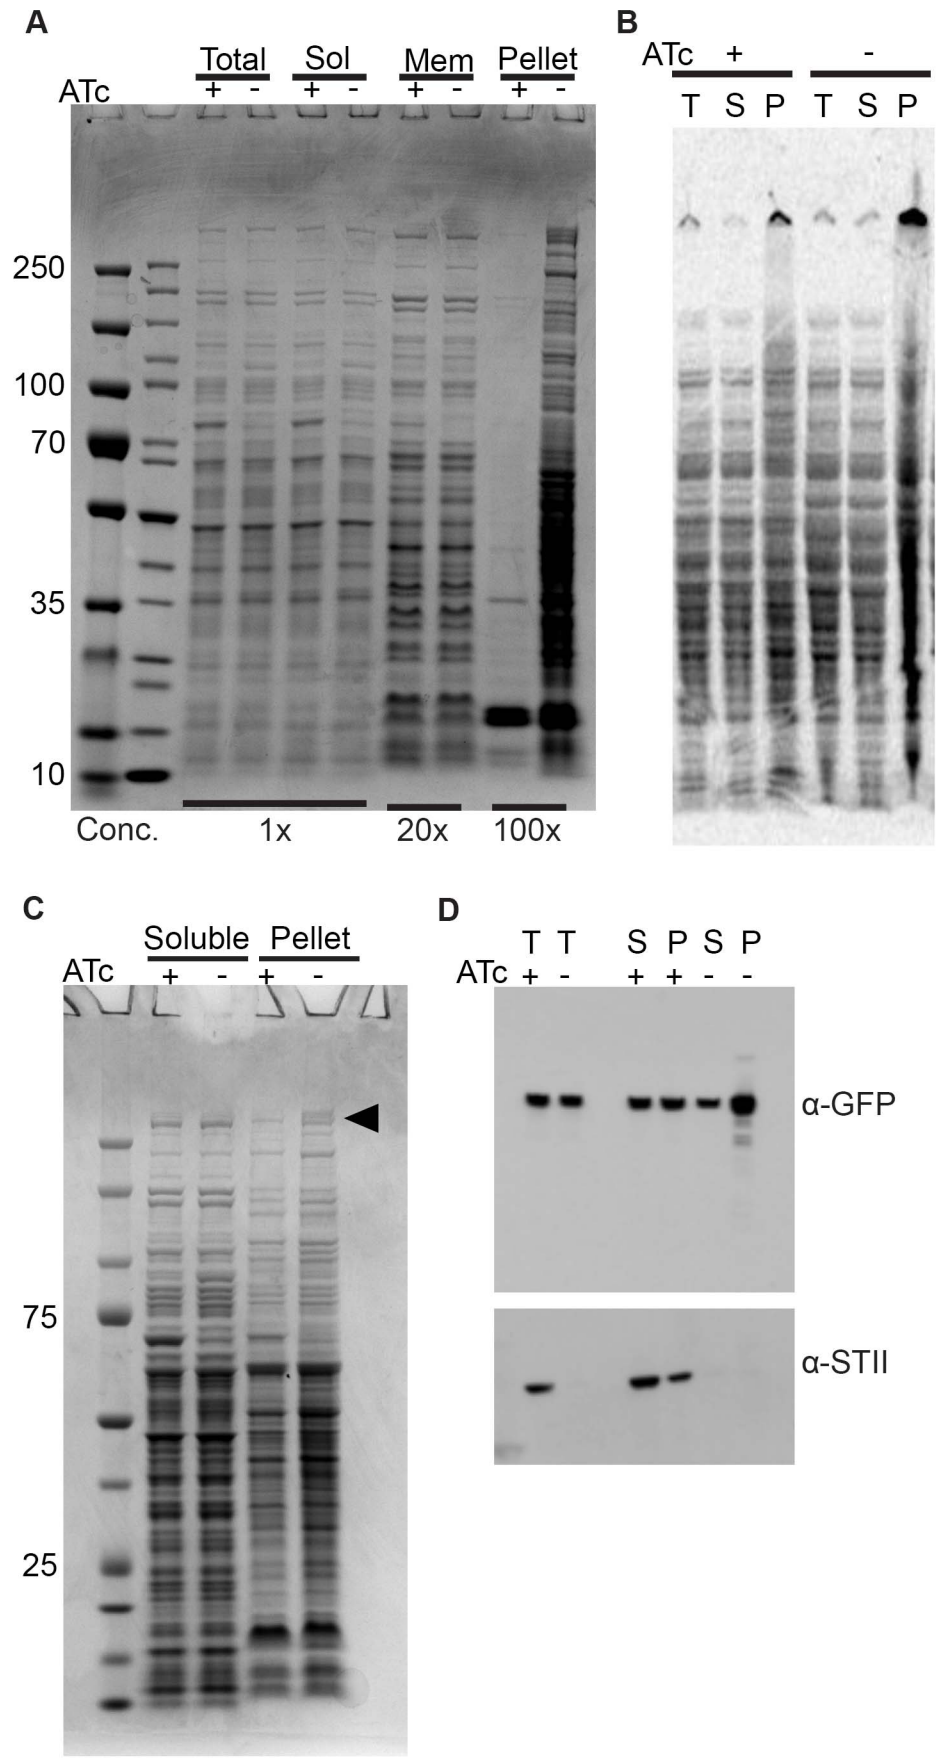 A
Total Sol Mem Pellet
ATc + - + - + - + -
250
100
70
35
10
Conc. 1x 20x 100x
B
ATc + -
T S P T S P
C
Soluble Pellet
ATc + - + -
75
25
D
T T S P S P
ATc + - + + - -
α-GFP
α-STII